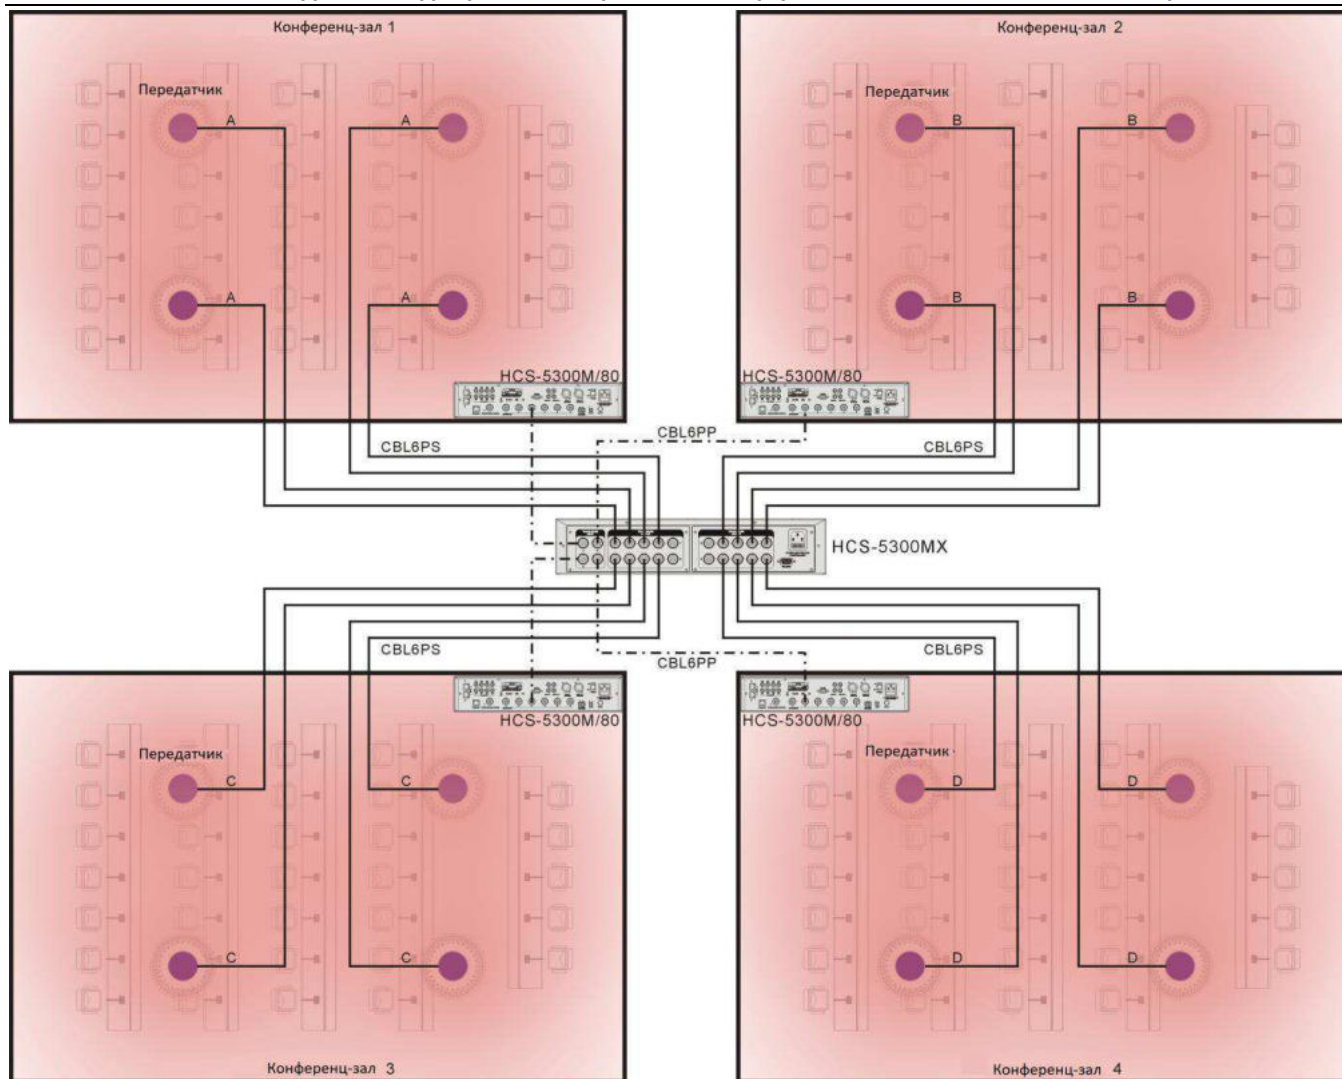 Конференц-зал 1
Конференц-зал 2
Передатчик
Передатчик
A
A
B
B
A
A
B
B
HCS-5300M/80
HCS-5300M/80
CBL6PS
CBL6PP
CBL6PS
HCS-5300MX
CBL6PS
CBL6PP
CBL6PS
HCS-5300M/80
HCS-5300M/80
Передатчик
Передатчик
C
C
D
D
C
C
D
D
Конференц-зал 3
Конференц-зал 4